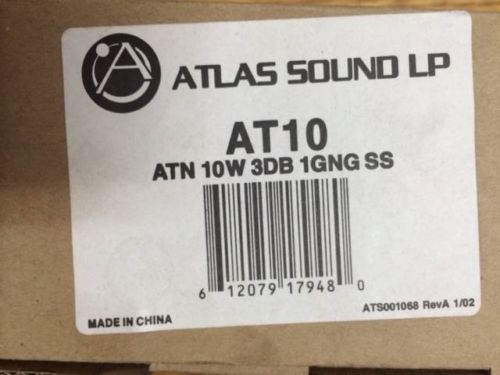 ATLAS SOUND LP
AT10
ATN 10W 3DB 1GNG SS
6 12079 17948 0
ATS001068 RevA 1/02
MADE IN CHINA